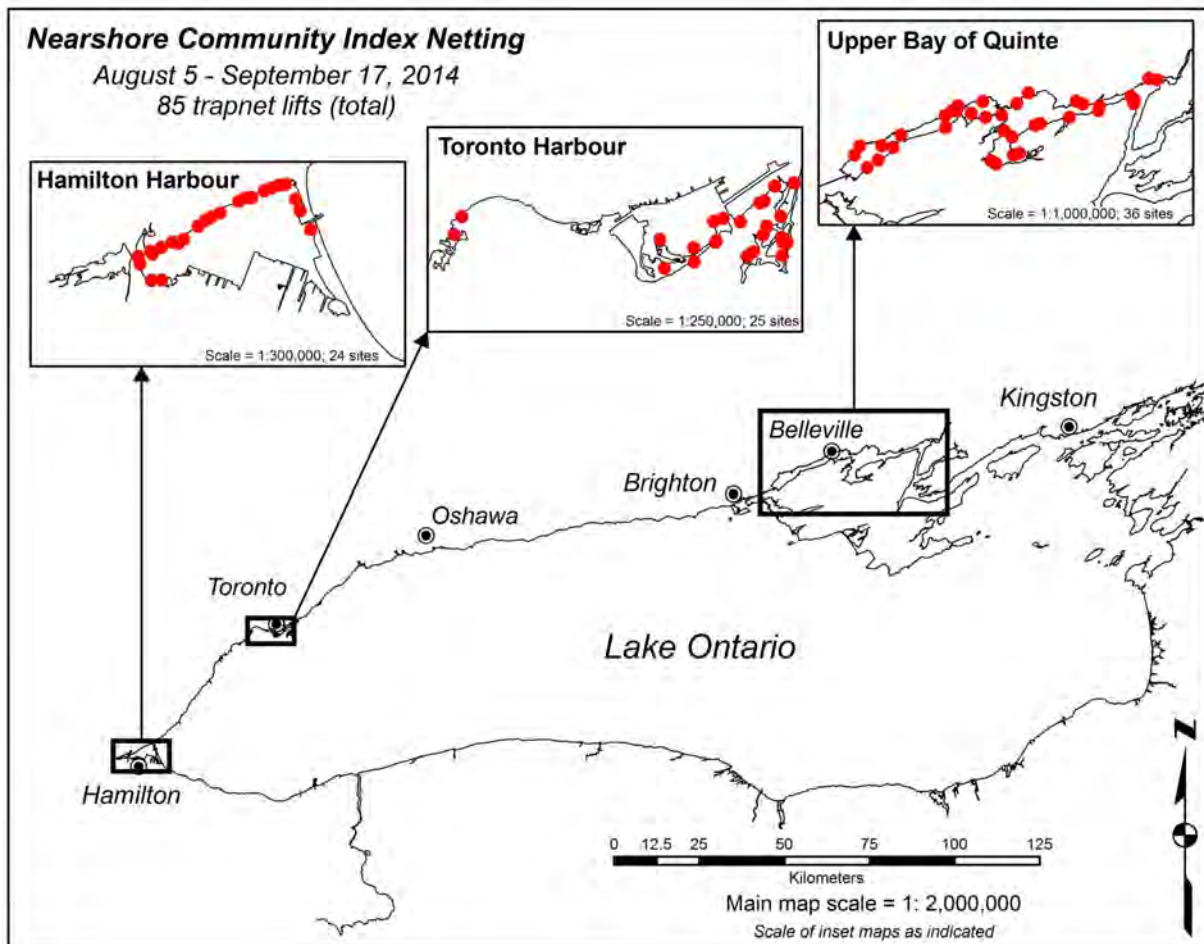 Nearshore Community Index Netting
August 5 - September 17, 2014
85 trapnet lifts (total)
Upper Bay of Quinte
Scale = 1:1,000,000; 36 sites
Toronto Harbour
Scale = 1:250,000; 25 sites
Hamilton Harbour
Scale = 1:300,000; 24 sites
Kingston
Belleville
Brighton
Oshawa
Toronto
Lake Ontario
Hamilton
N
0 12.5 25 50 75 100 125
Kilometers
Main map scale = 1: 2,000,000
Scale of inset maps as indicated